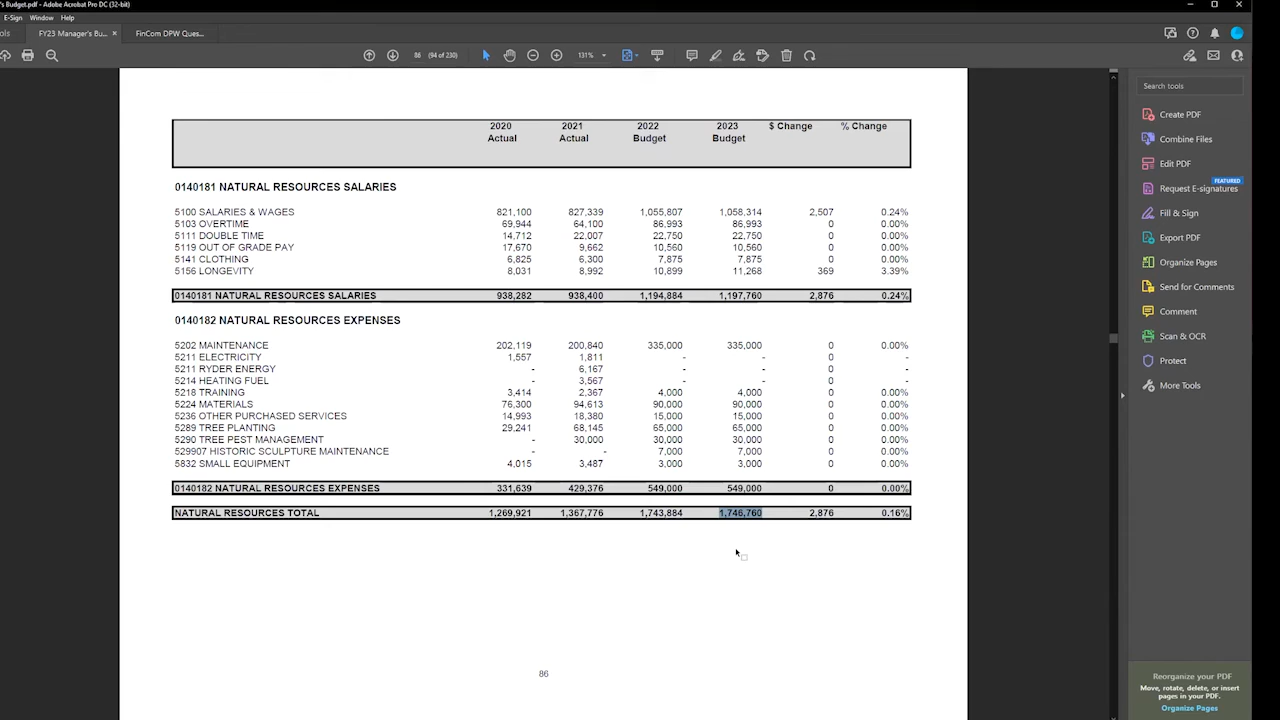 's Budget.pdf - Adobe Acrobat Pro DC (32-bit)
E-Sign Window Help
ols FY23 Manager's Bu... × FinCom DPW Ques...
86 (94 of 230) 131%
2020 2021 2022 2023 $ Change % Change
Actual Actual Budget Budget
0140181 NATURAL RESOURCES SALARIES
5100 SALARIES & WAGES 821,100 827,339 1,055,807 1,058,314 2,507 0.24%
5103 OVERTIME 69,944 64,100 86,993 86,993 0 0.00%
5111 DOUBLE TIME 14,712 22,007 22,750 22,750 0 0.00%
5119 OUT OF GRADE PAY 17,670 9,662 10,560 10,560 0 0.00%
5141 CLOTHING 6,825 6,300 7,875 7,875 0 0.00%
5156 LONGEVITY 8,031 8,992 10,899 11,268 369 3.39%
0140181 NATURAL RESOURCES SALARIES 938,282 938,400 1,194,884 1,197,760 2,876 0.24%
0140182 NATURAL RESOURCES EXPENSES
5202 MAINTENANCE 202,119 200,840 335,000 335,000 0 0.00%
5211 ELECTRICITY 1,557 1,811 - - 0 -
5211 RYDER ENERGY - 6,167 - - 0 -
5214 HEATING FUEL - 3,567 - - 0 -
5218 TRAINING 3,414 2,367 4,000 4,000 0 0.00%
5224 MATERIALS 76,300 94,613 90,000 90,000 0 0.00%
5236 OTHER PURCHASED SERVICES 14,993 18,380 15,000 15,000 0 0.00%
5289 TREE PLANTING 29,241 68,145 65,000 65,000 0 0.00%
5290 TREE PEST MANAGEMENT - 30,000 30,000 30,000 0 0.00%
529907 HISTORIC SCULPTURE MAINTENANCE - - 7,000 7,000 0 0.00%
5832 SMALL EQUIPMENT 4,015 3,487 3,000 3,000 0 0.00%
0140182 NATURAL RESOURCES EXPENSES 331,639 429,376 549,000 549,000 0 0.00%
NATURAL RESOURCES TOTAL 1,269,921 1,367,776 1,743,884 1,746,760 2,876 0.16%
86
Search tools
Create PDF
Combine Files
Edit PDF
FEATURED
Request E-signatures
Fill & Sign
Export PDF
Organize Pages
Send for Comments
Comment
Scan & OCR
Protect
More Tools
Reorganize your PDF
Move, rotate, delete, or insert
pages in your PDF.
Organize Pages